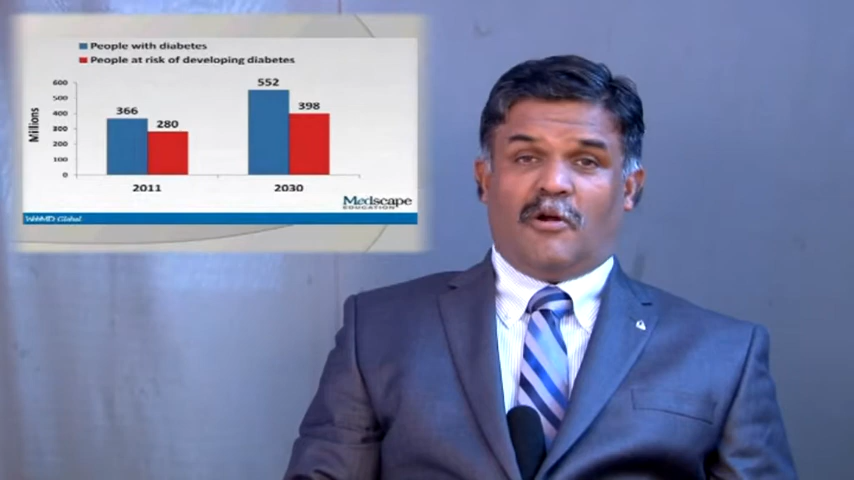 People with diabetes
People at risk of developing diabetes
Millions
600
500
400
300
200
100
0
366
280
552
398
2011
2030
Medscape
EDUCATION
WebMD Global